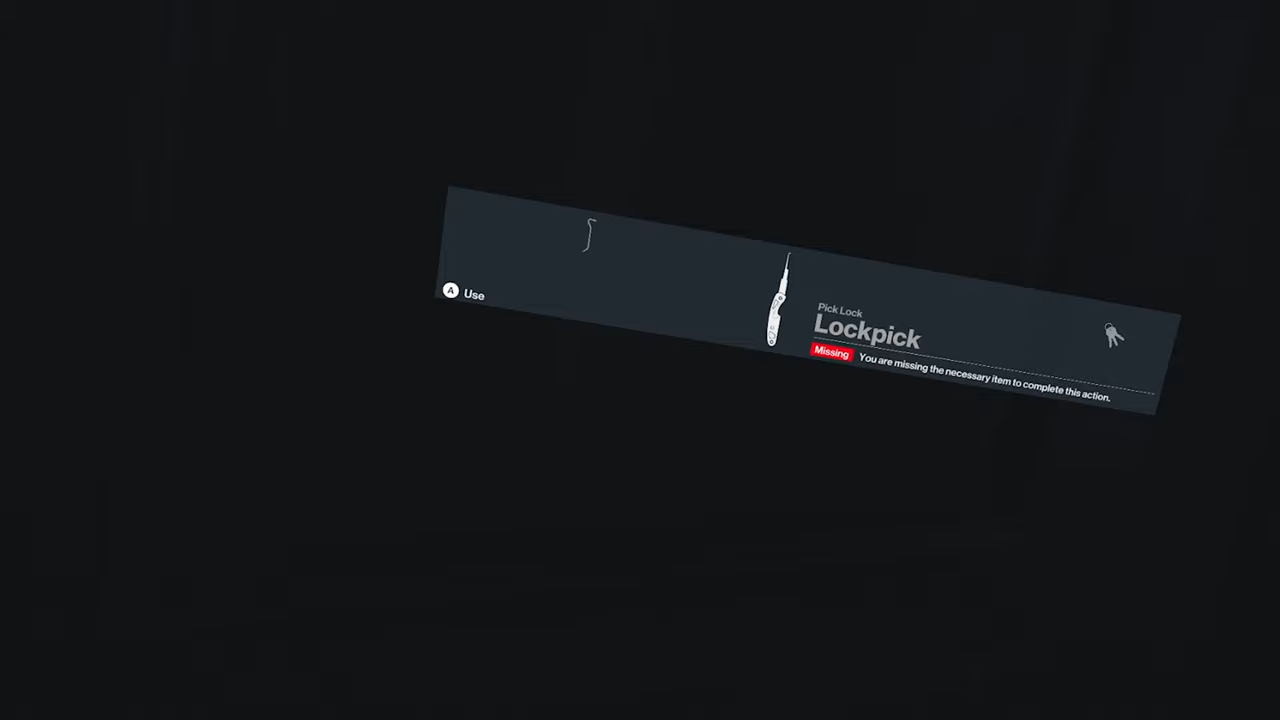 A Use
Pick Lock
Lockpick
Missing You are missing the necessary item to complete this action.